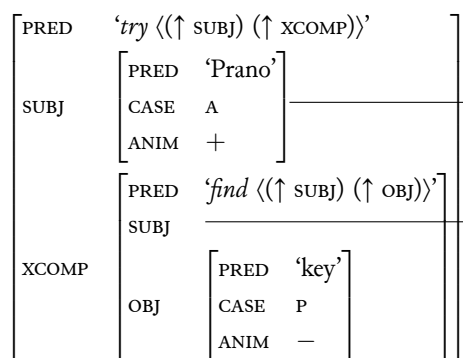 PRED ‘try ⟨(↑ SUBJ) (↑ XCOMP)⟩’
PRED ‘Prano’
SUBJ CASE A
ANIM +
PRED ‘find ⟨(↑ SUBJ) (↑ OBJ)⟩’
SUBJ
XCOMP PRED ‘key’
OBJ CASE P
ANIM −